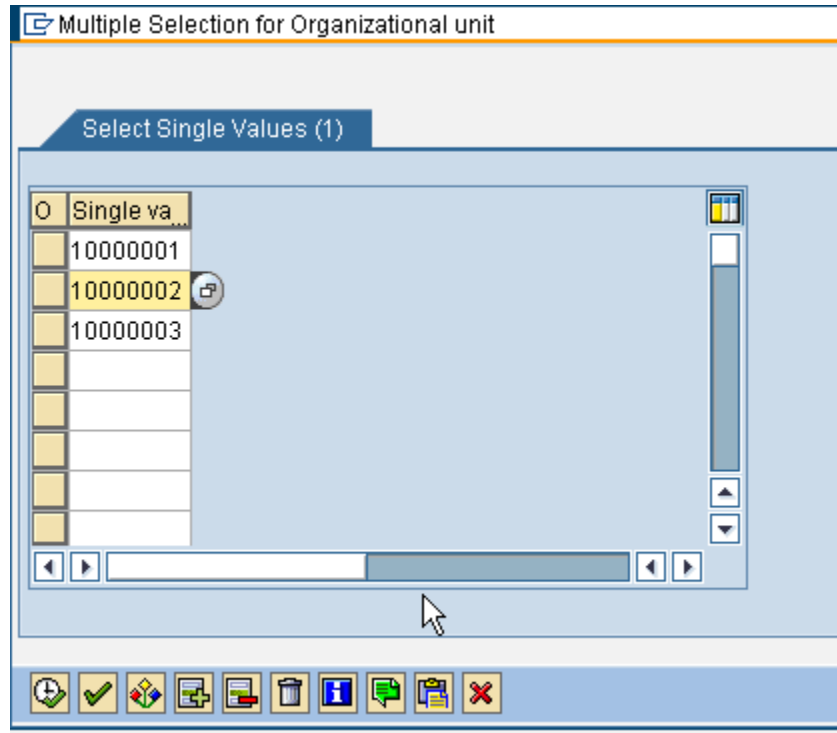 Multiple Selection for Organizational unit
Select Single Values (1)
O Single va...
10000001
10000002
10000003